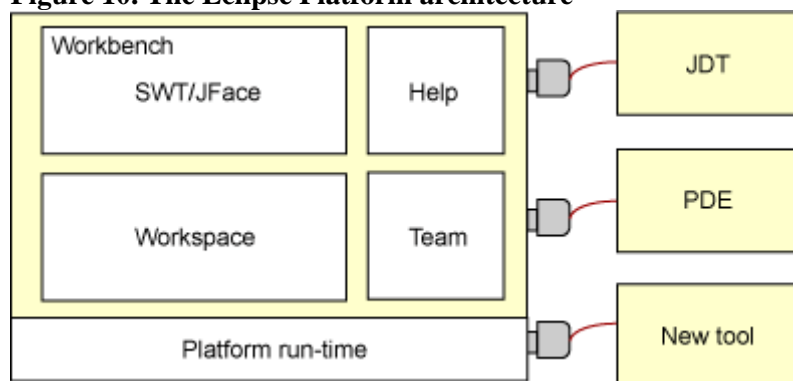 Figure 10. The Eclipse Platform architecture
Workbench
SWT/JFace
Help
JDT
Workspace
Team
PDE
Platform run-time
New tool